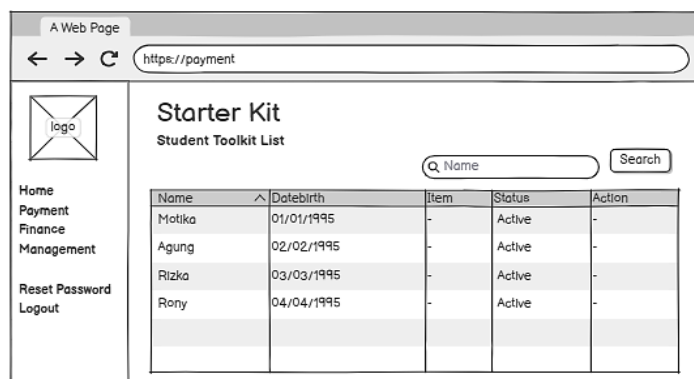 A Web Page
https://payment
logo
Home
Payment
Finance
Management
Reset Password
Logout
Starter Kit
Student Toolkit List
Name
Search
Name Datebirth Item Status Action
Motika 01/01/1995 - Active -
Agung 02/02/1995 - Active -
Rizka 03/03/1995 - Active -
Rony 04/04/1995 - Active -